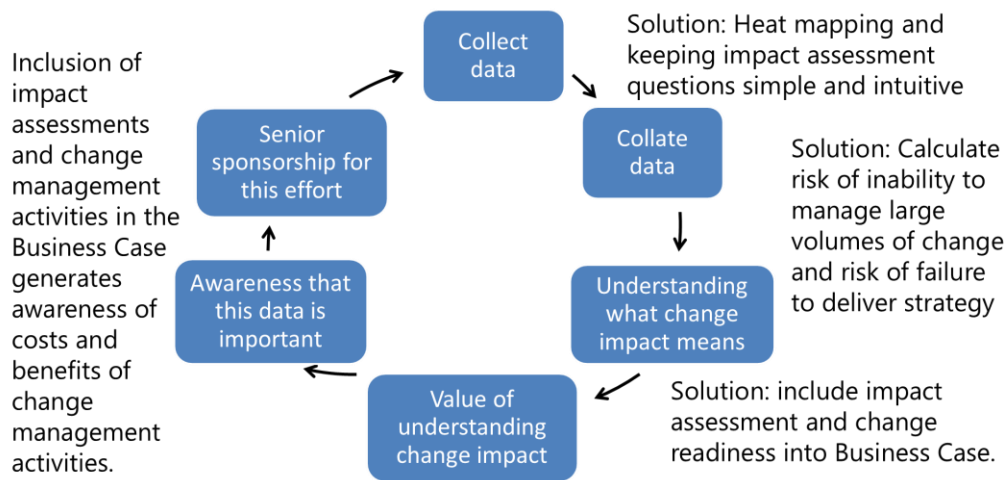 Collect
data
Solution: Heat mapping and
keeping impact assessment
questions simple and intuitive
Collate
data
Solution: Calculate
risk of inability to
manage large
volumes of change
and risk of failure
to deliver strategy
Understanding
what change
impact means
Solution: include impact
assessment and change
readiness into Business Case.
Value of
understanding
change impact
Awareness that
this data is
important
Senior
sponsorship for
this effort
Inclusion of
impact
assessments
and change
management
activities in the
Business Case
generates
awareness of
costs and
benefits of
change
management
activities.